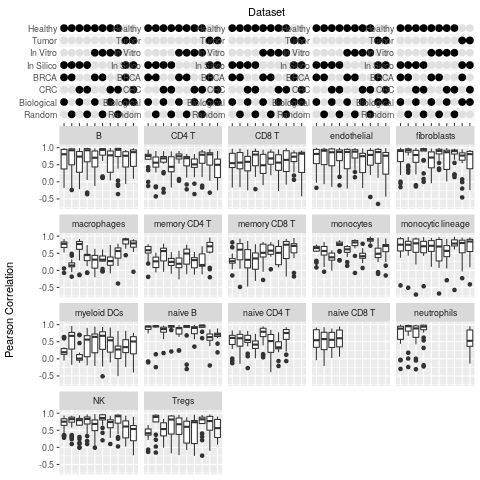 Dataset
Healthy
Tumor
In Vitro
In Silico
BRCA
CRC
Biological
Random
B CD4 T CD8 T endothelial fibroblasts
1.0
0.5
0.0
-0.5
macrophages memory CD4 T memory CD8 T monocytes monocytic lineage
1.0
0.5
0.0
-0.5
myeloid DCs naive B naive CD4 T naive CD8 T neutrophils
1.0
0.5
0.0
-0.5
NK Tregs
1.0
0.5
0.0
-0.5
Pearson Correlation